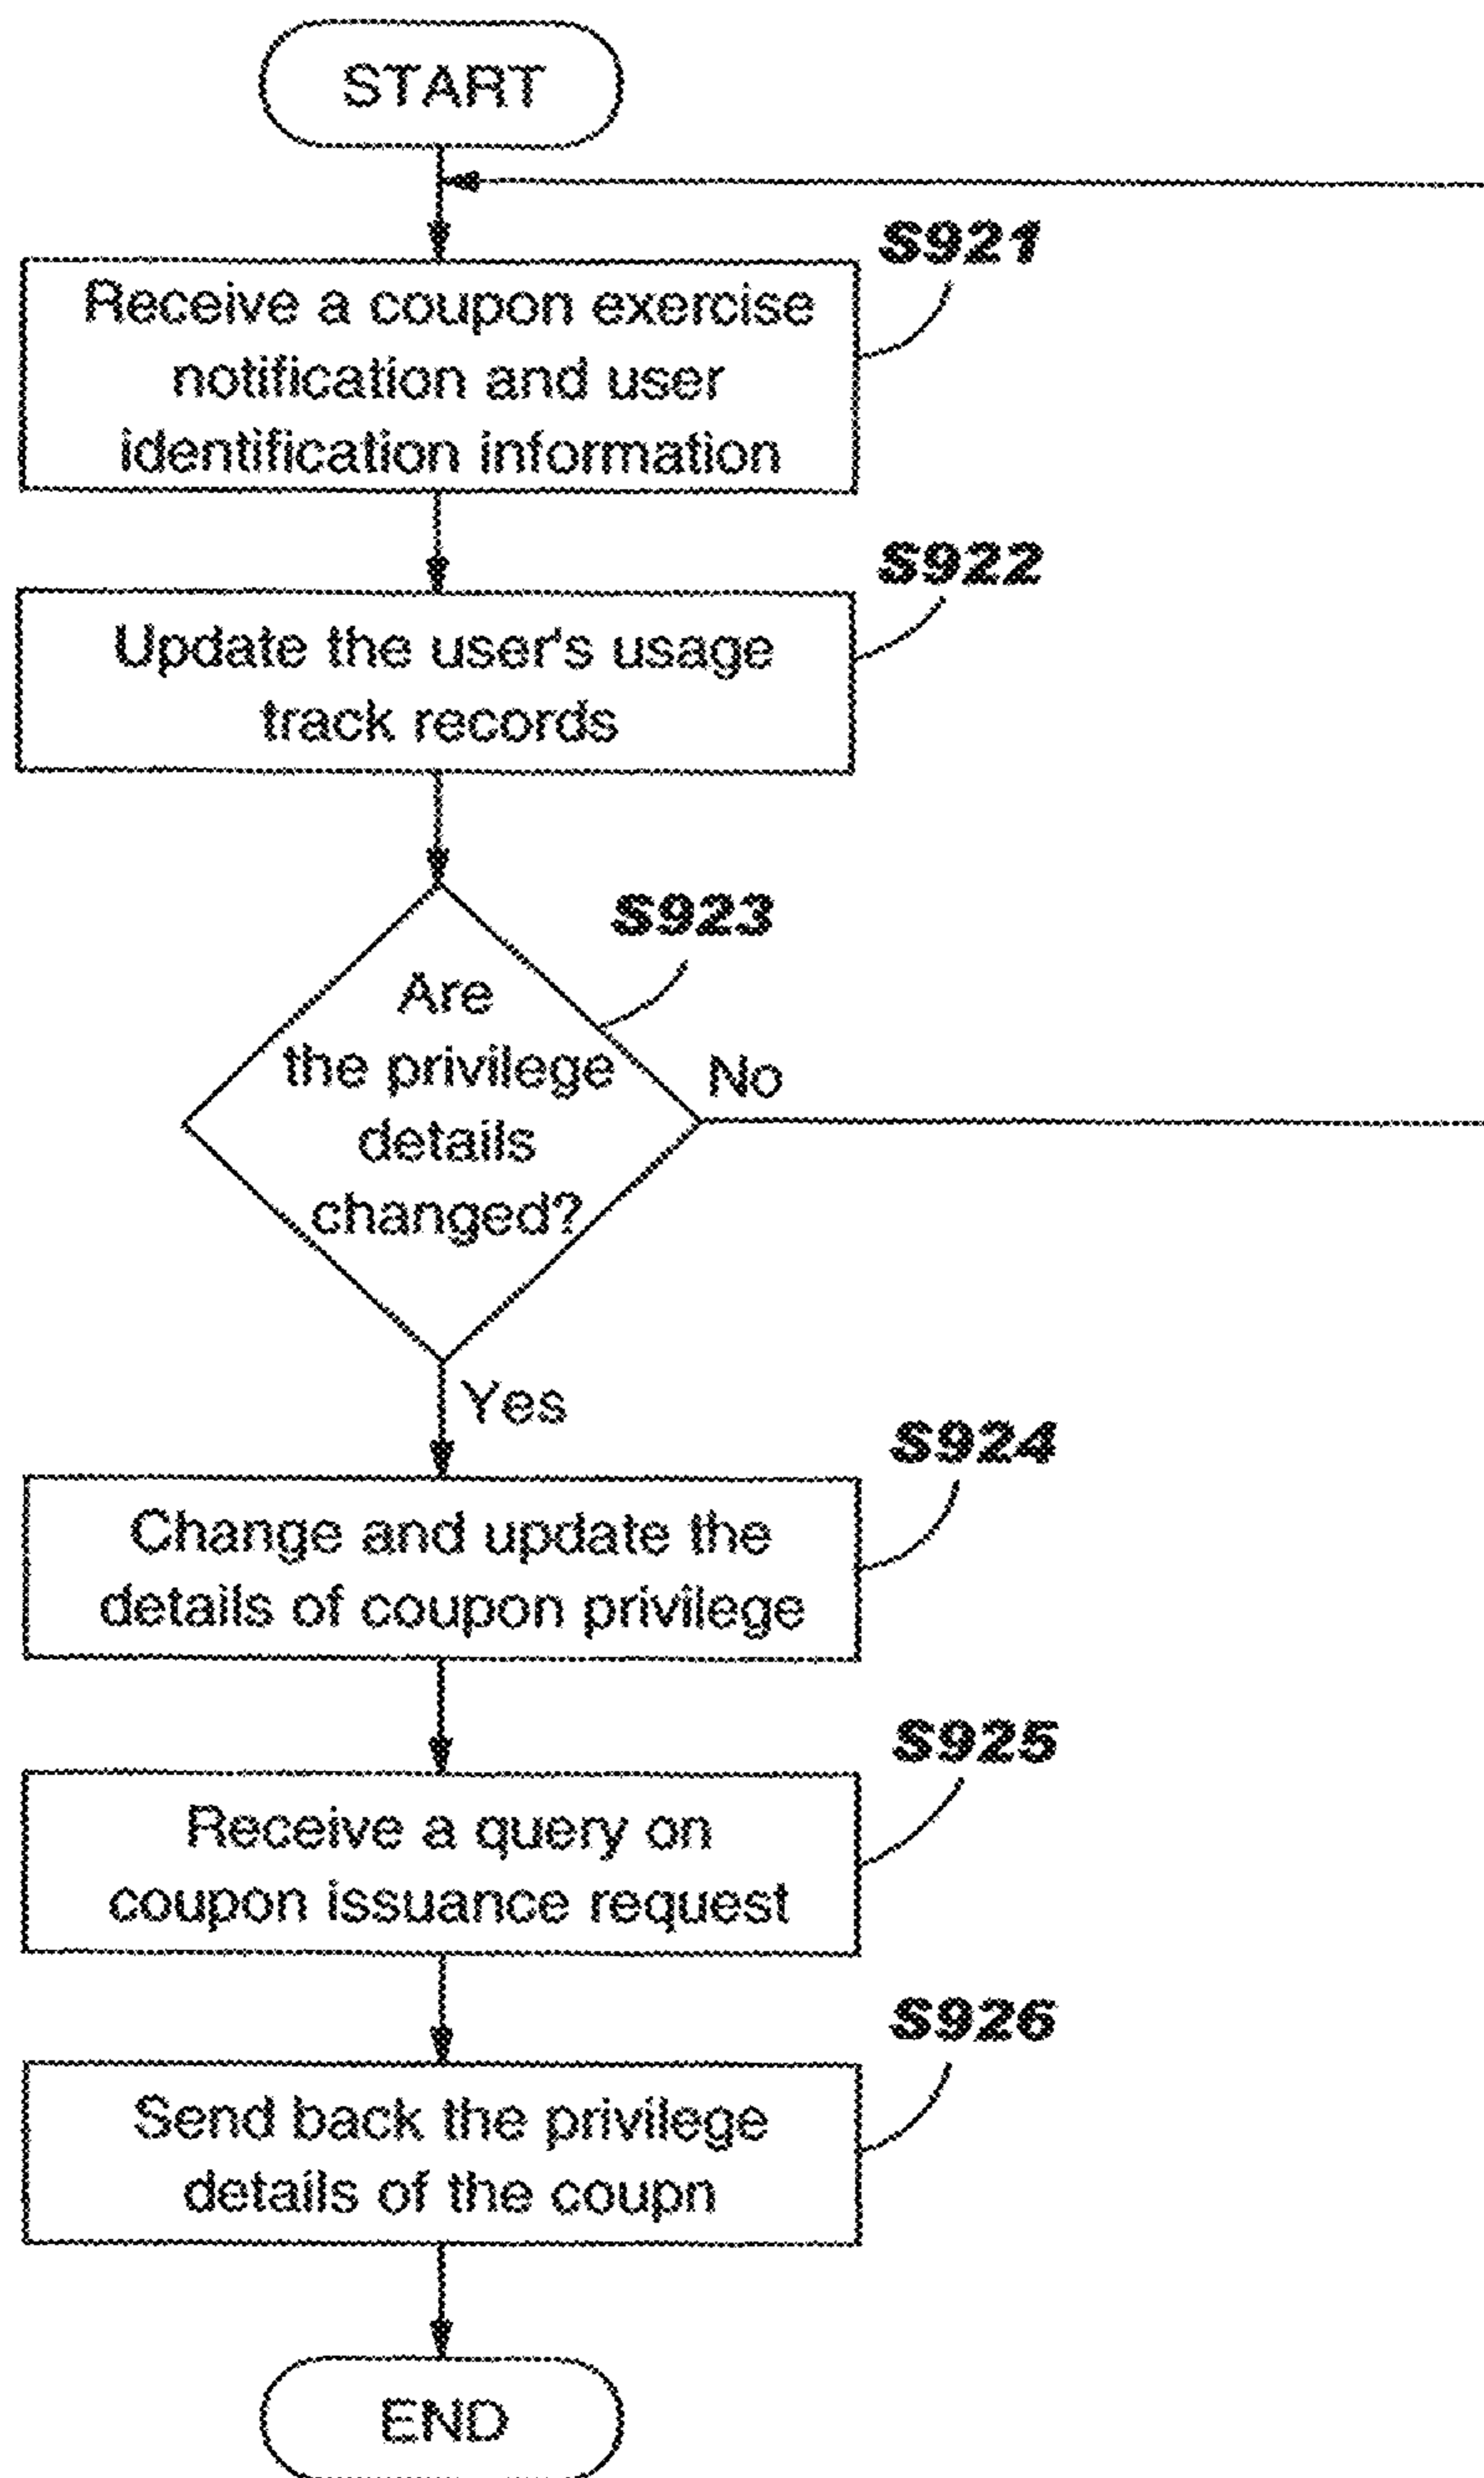 START
S921
Receive a coupon exercise
notification and user
identification information
S922
Update the user's usage
track records
S923
Are
the privilege
details
changed?
No
Yes
S924
Change and update the
details of coupon privilege
S925
Receive a query on
coupon issuance request
S926
Send back the privilege
details of the coupn
END